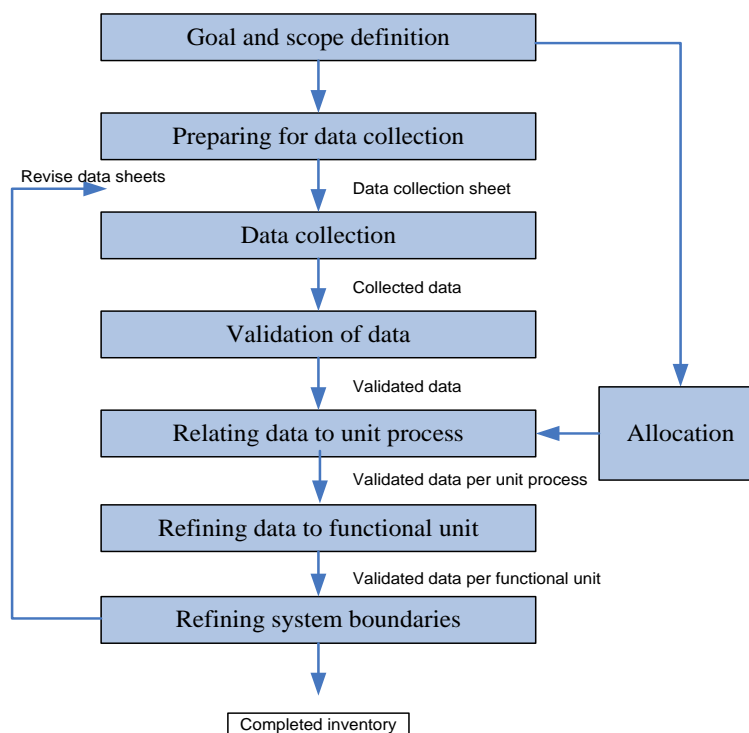 Goal and scope definition
Preparing for data collection
Revise data sheets
Data collection sheet
Data collection
Collected data
Validation of data
Validated data
Relating data to unit process
Allocation
Validated data per unit process
Refining data to functional unit
Validated data per functional unit
Refining system boundaries
Completed inventory